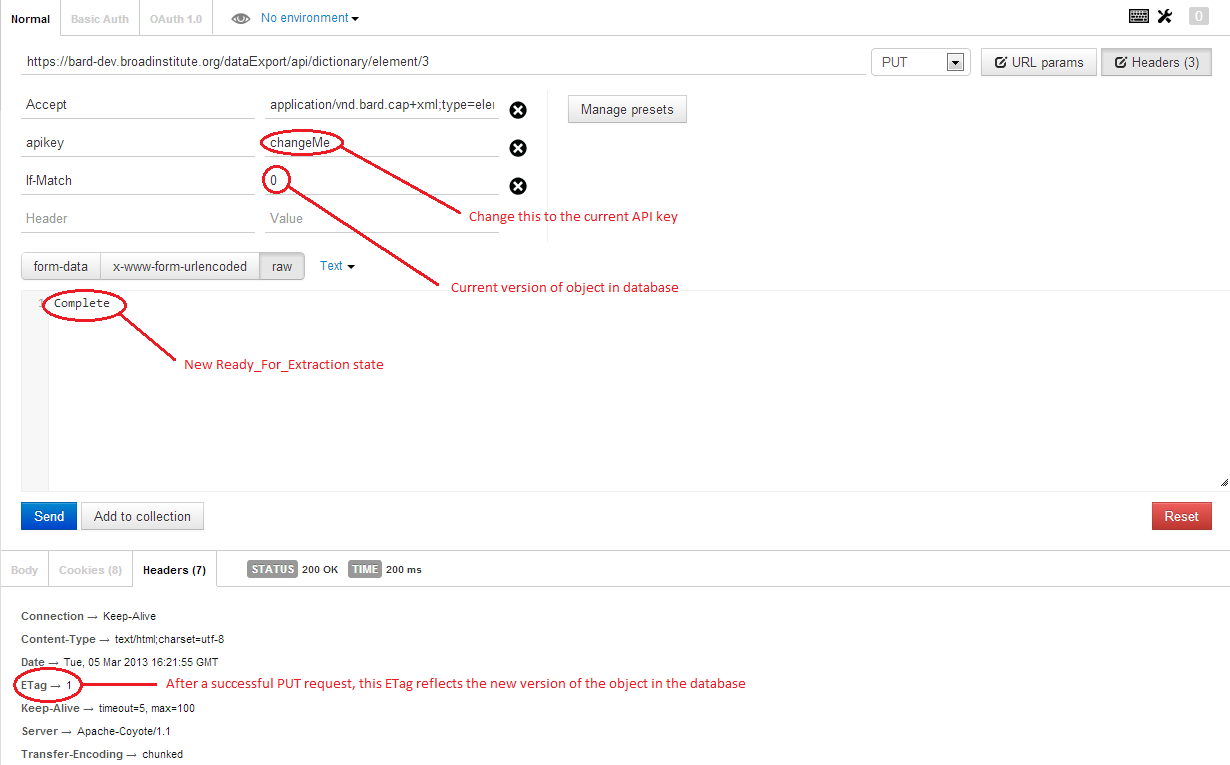 Normal Basic Auth OAuth 1.0 No environment 0
https://bard-dev.broadinstitute.org/dataExport/api/dictionary/element/3 PUT URL params Headers (3)
Accept application/vnd.bard.cap+xml;type=eler Manage presets
apikey changeMe
If-Match 0
Header Value Change this to the current API key
form-data x-www-form-urlencoded raw Text
Current version of object in database
1 Complete
New Ready_For_Extraction state
Send Add to collection Reset
Body Cookies (8) Headers (7) STATUS 200 OK TIME 200 ms
Connection → Keep-Alive
Content-Type → text/html;charset=utf-8
Date → Tue, 05 Mar 2013 16:21:55 GMT
ETag → 1 After a successful PUT request, this ETag reflects the new version of the object in the database
Keep-Alive → timeout=5, max=100
Server → Apache-Coyote/1.1
Transfer-Encoding → chunked